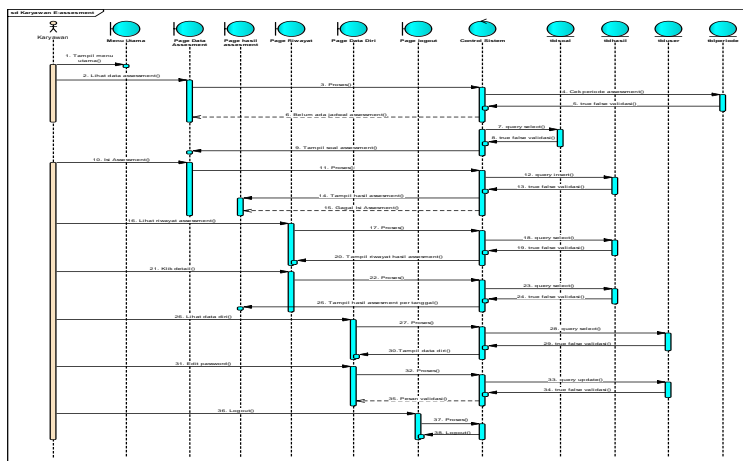 sd Karyawan E-assesment
Karyawan
Menu Utama
Page Data
Assesment
Page hasil
assesment
Page Riwayat
Page Data Diri
Page logout
Control Sistem
tblsoal
tblhasil
tbluser
tblperiode
1. Tampil menu
utama()
2. Lihat data assessment()
3. Proses()
4. Cek periode assessment()
5. true false validasi()
6. Belum ada jadwal assessment()
7. query select()
8. true false validasi()
9. Tampil soal assessment()
10. Isi Assessment()
11. Proses()
12. query insert()
13. true false validasi()
14. Tampil hasil assesment()
15. Gagal Isi Assesment()
16. Lihat riwayat assessment()
17. Proses()
18. query select()
19. true false validasi()
20. Tampil riwayat hasil assesment()
21. Klik detail()
22. Proses()
23. query select()
24. true false validasi()
25. Tampil hasil assesment per tanggal()
26. Lihat data diri()
27. Proses()
28. query select()
29. true false validasi()
30.Tampil data diri()
31. Edit password()
32. Proses()
33. query update()
34. true false validasi()
35. Pesan validasi()
36. Logout()
37. Proses()
38. Logout()